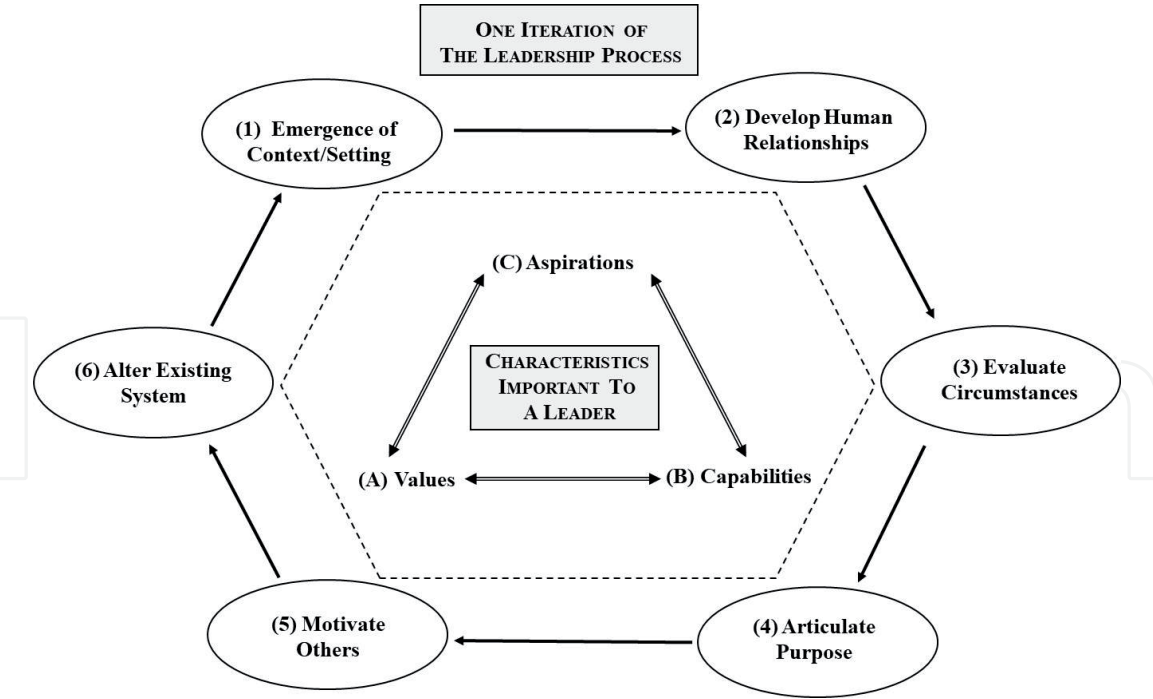 ONE ITERATION OF
THE LEADERSHIP PROCESS
(1) Emergence of
Context/Setting
(2) Develop Human
Relationships
(C) Aspirations
CHARACTERISTICS
IMPORTANT TO
A LEADER
(6) Alter Existing
System
(3) Evaluate
Circumstances
(A) Values
(B) Capabilities
(5) Motivate
Others
(4) Articulate
Purpose